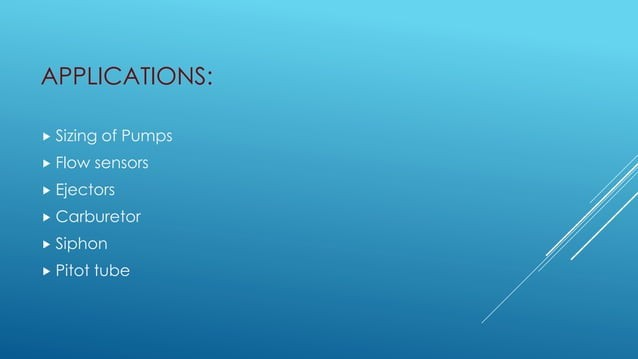 APPLICATIONS:
Sizing of Pumps
Flow sensors
Ejectors
Carburetor
Siphon
Pitot tube